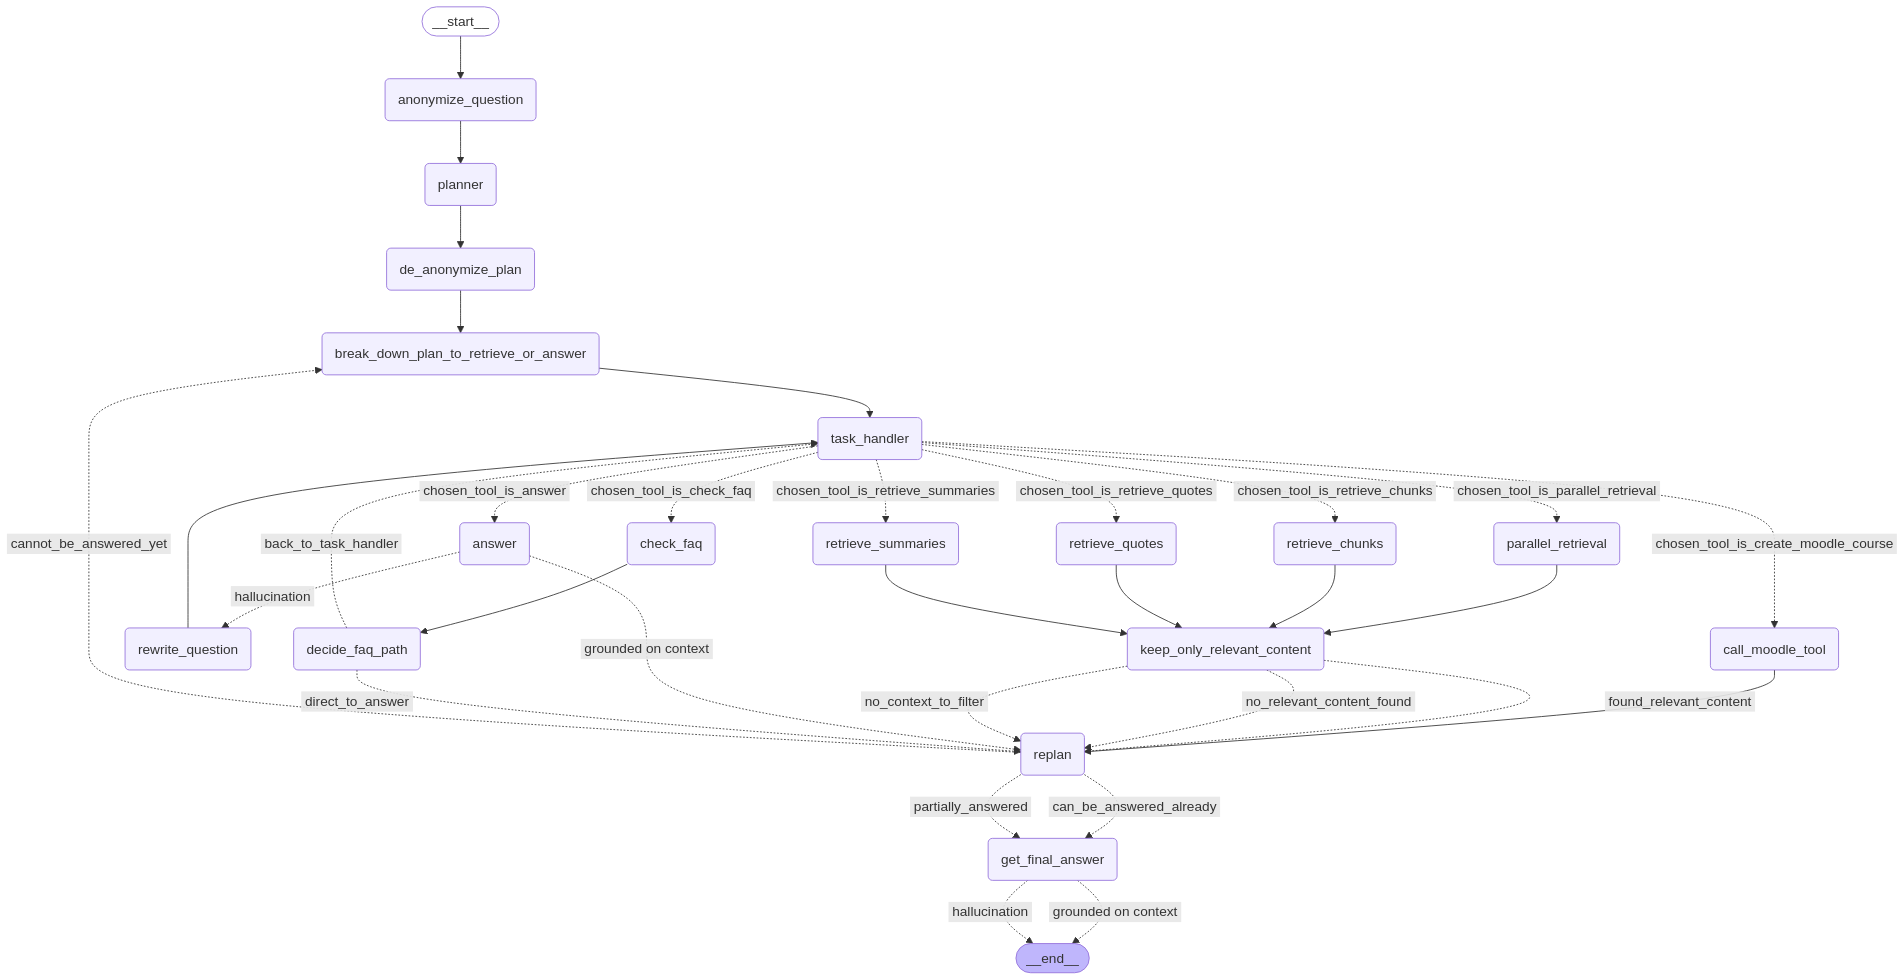 __start__
anonymize_question
planner
de_anonymize_plan
break_down_plan_to_retrieve_or_answer
task_handler
chosen_tool_is_answer
chosen_tool_is_check_faq
chosen_tool_is_retrieve_summaries
chosen_tool_is_retrieve_quotes
chosen_tool_is_retrieve_chunks
chosen_tool_is_parallel_retrieval
cannot_be_answered_yet
back_to_task_handler
answer
check_faq
retrieve_summaries
retrieve_quotes
retrieve_chunks
parallel_retrieval
chosen_tool_is_create_moodle_course
hallucination
rewrite_question
decide_faq_path
grounded on context
keep_only_relevant_content
call_moodle_tool
direct_to_answer
no_context_to_filter
no_relevant_content_found
found_relevant_content
replan
partially_answered
can_be_answered_already
get_final_answer
hallucination
grounded on context
__end__